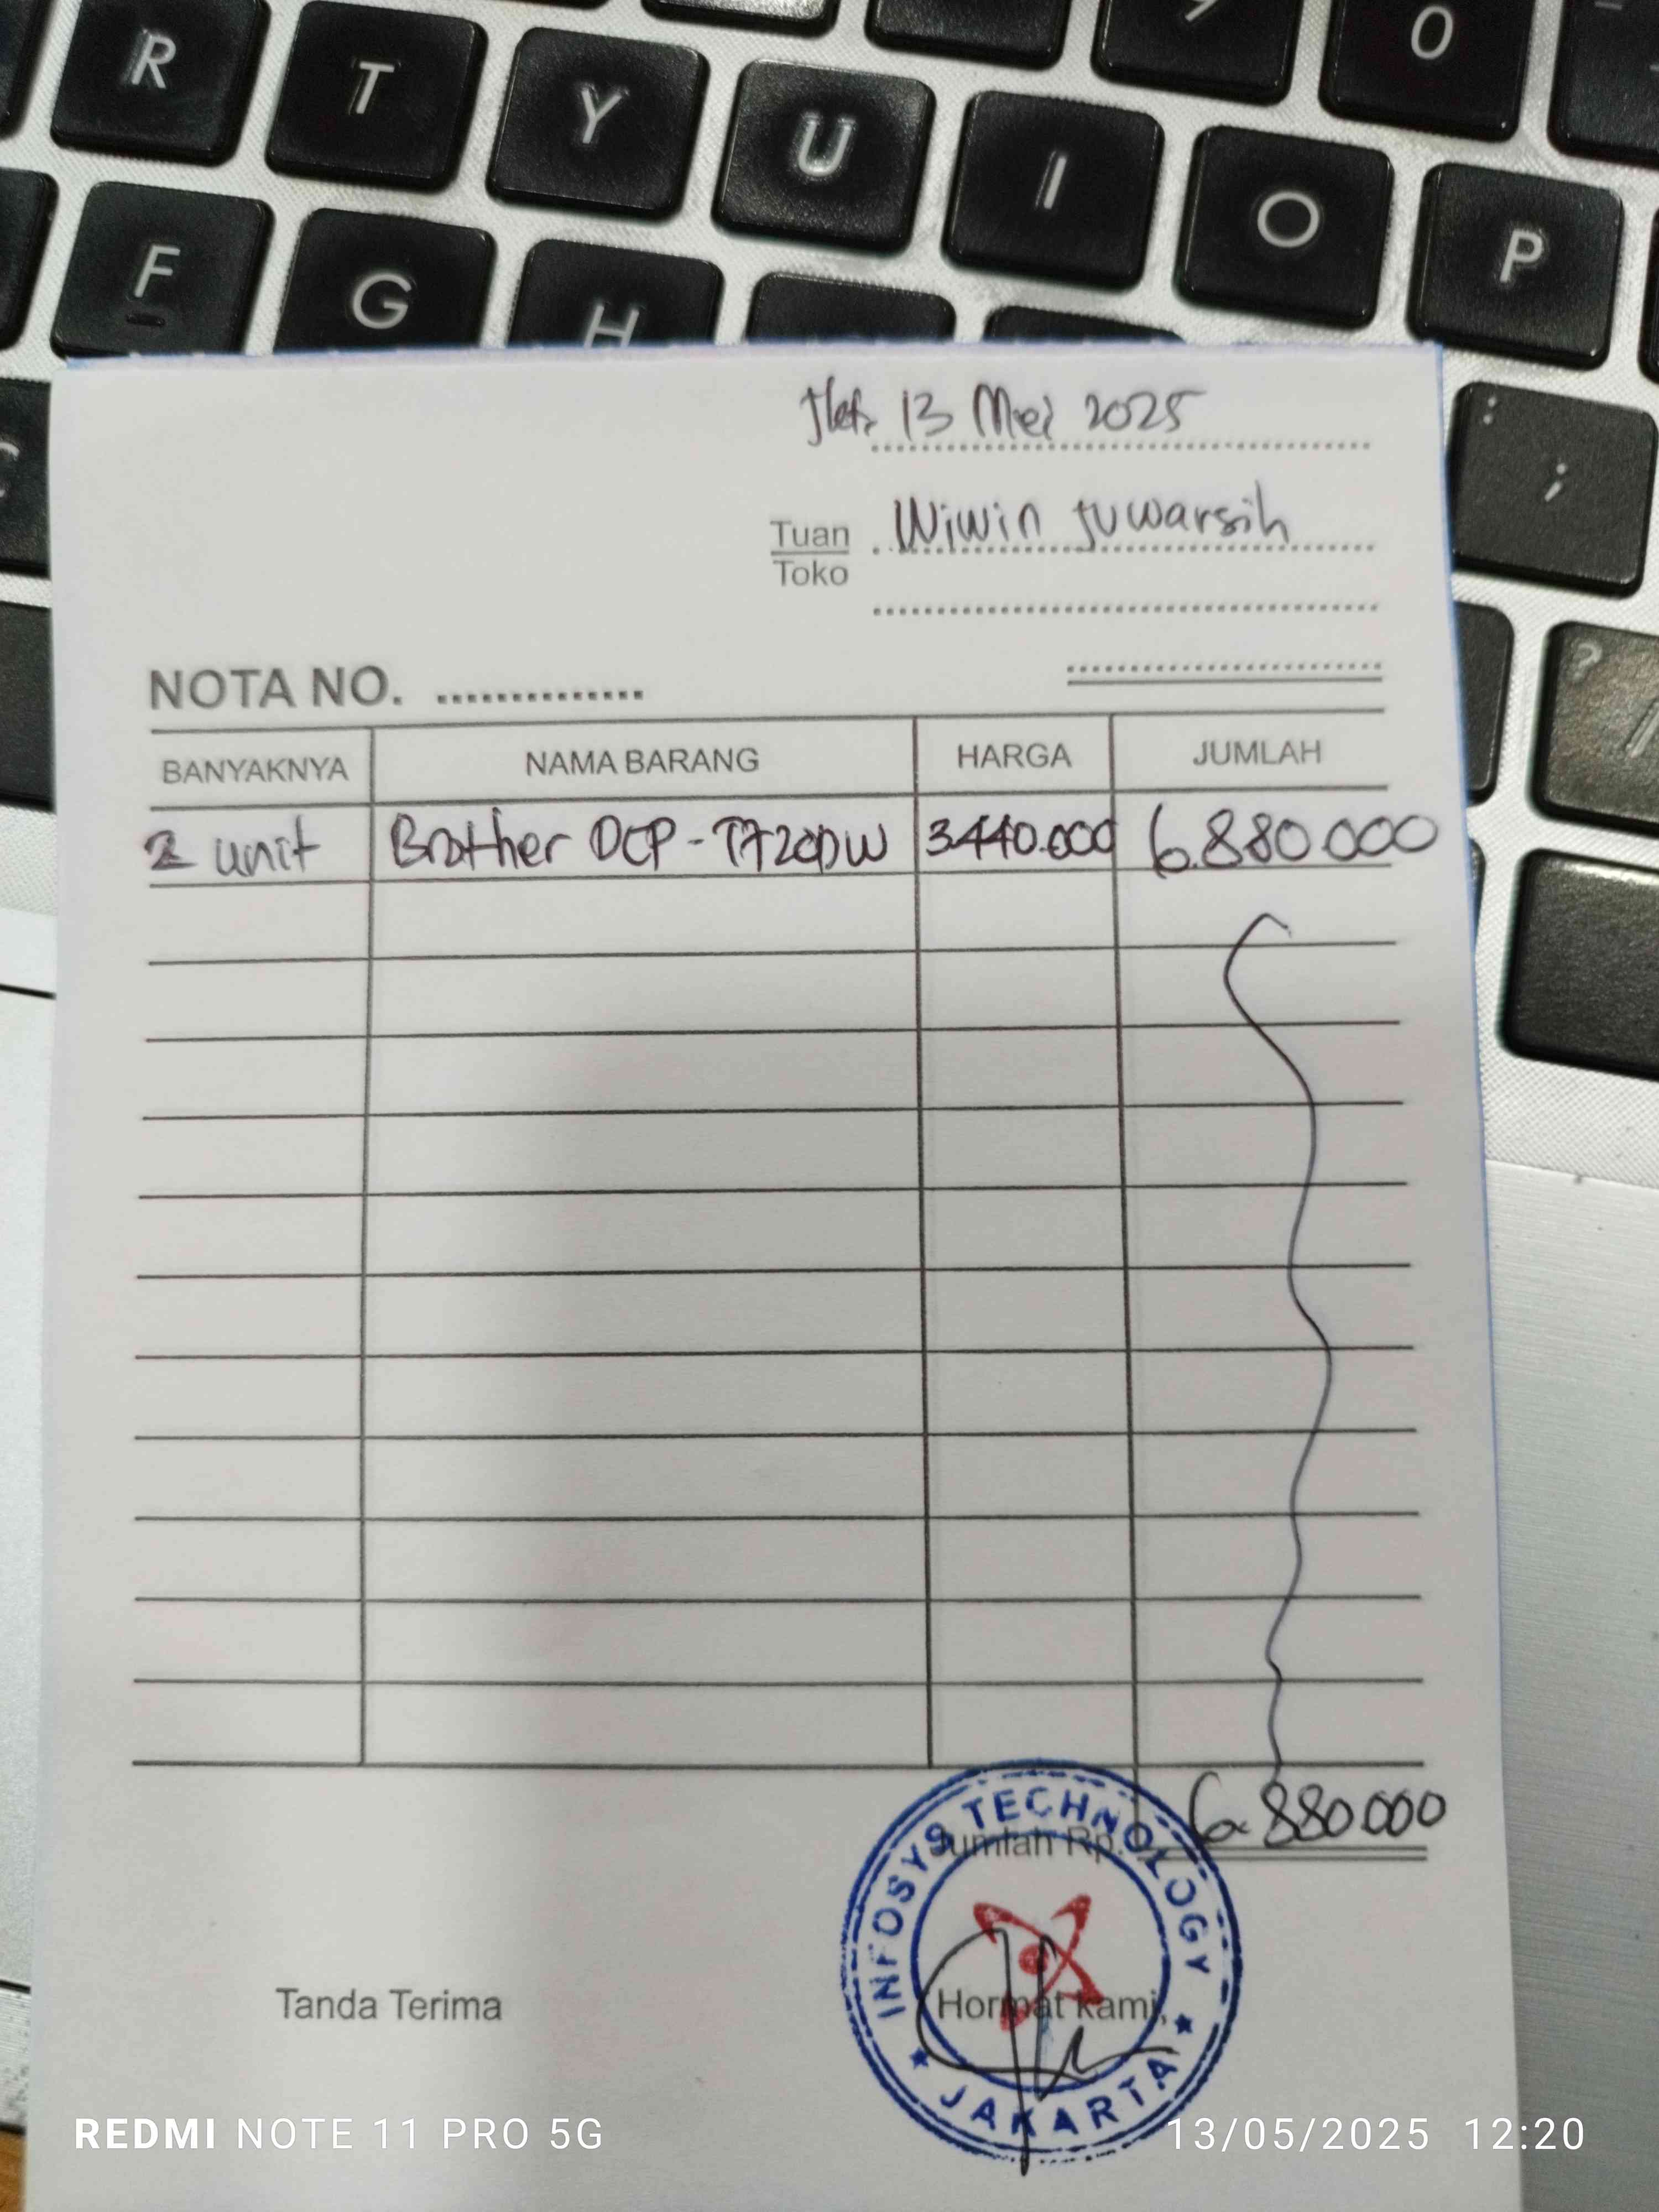 R T Y U I O P
0
F G H
:
;
?
/
Jkt, 13 Mei 2025
Tuan Wiwin Juwarsih
Toko
NOTA NO. ...............
BANYAKNYA NAMA BARANG HARGA JUMLAH
2 unit Brother DCP-T720DW 3.440.000 6.880.000
Jumlah Rp. 6.880.000
INFOSYS TECHNOLOGY
JAKARTA
Tanda Terima Hormat kami,
REDMI NOTE 11 PRO 5G 13/05/2025 12:20